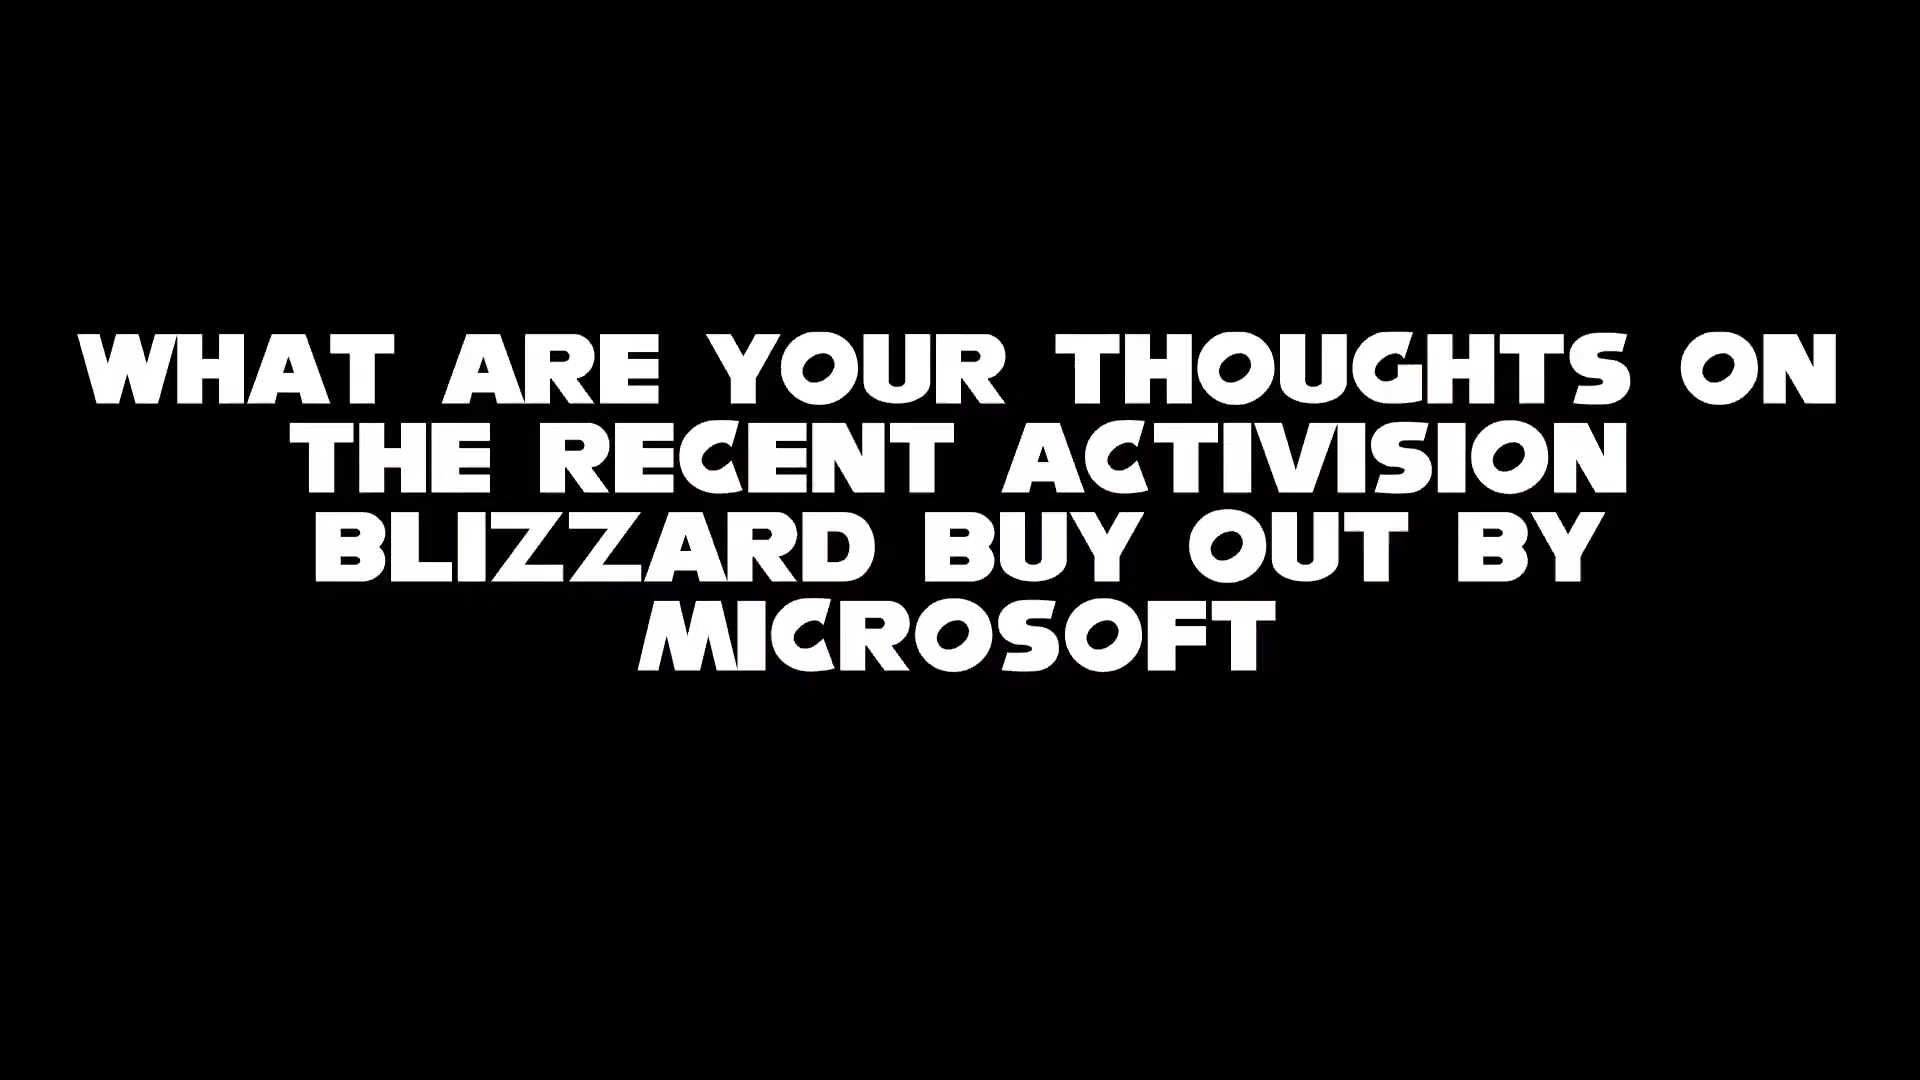 WHAT ARE YOUR THOUGHTS ON
THE RECENT ACTIVISION
BLIZZARD BUY OUT BY
MICROSOFT